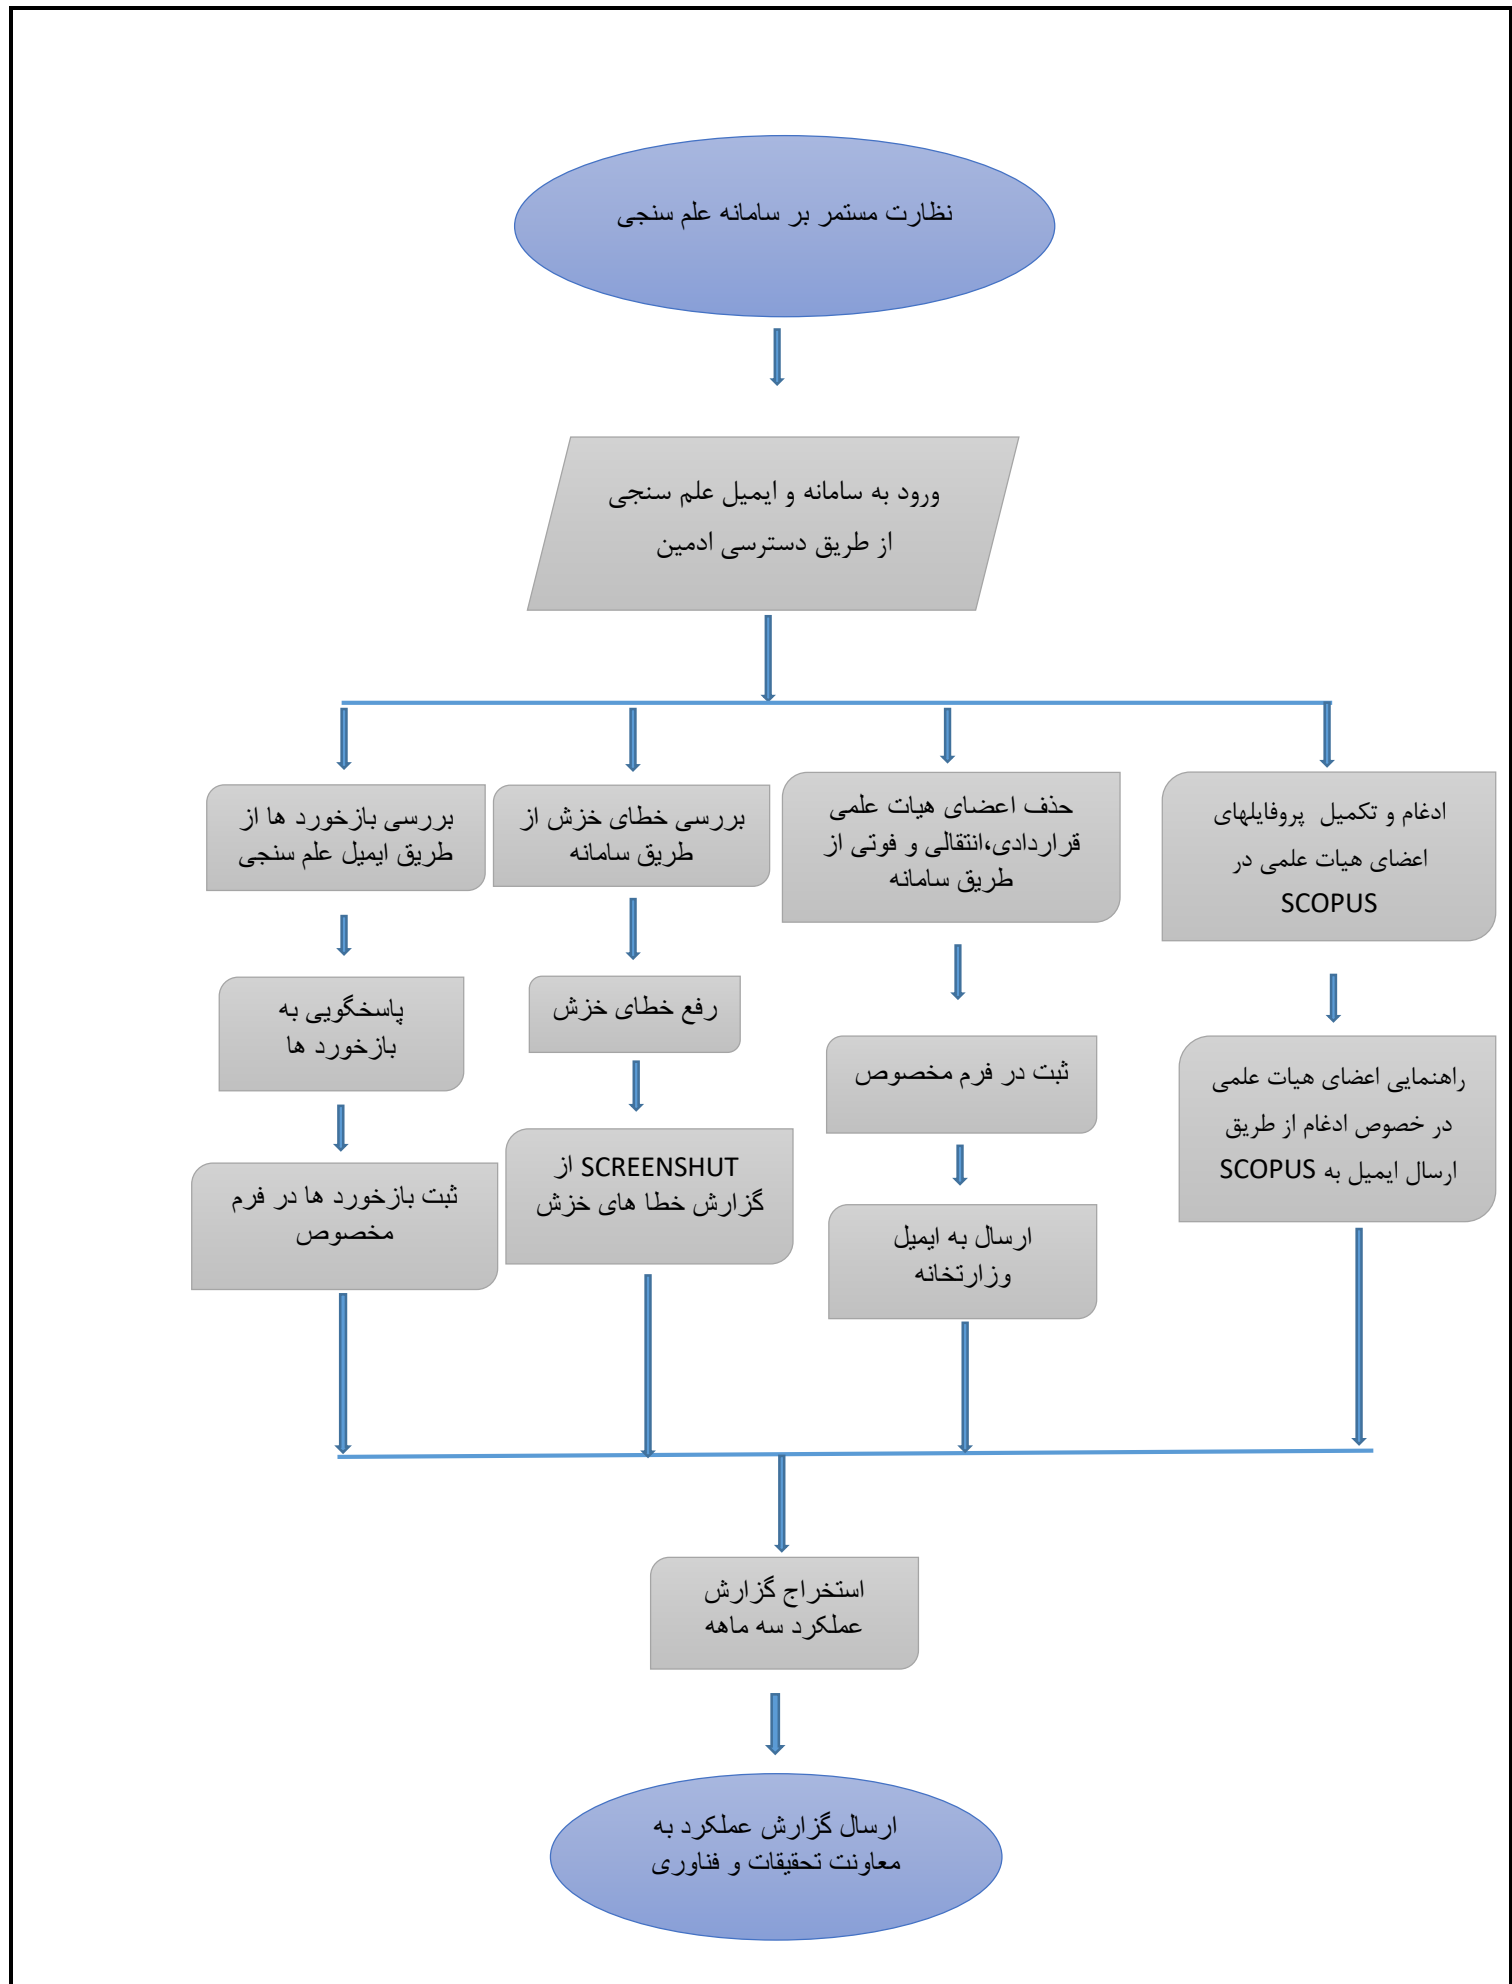 نظارت مستمر بر سامانه علم سنجی
ورود به سامانه و ایمیل علم سنجی
از طریق دسترسی ادمین
ادغام و تکمیل پروفایلهای
اعضای هیات علمی در
SCOPUS
حذف اعضای هیات علمی
قراردادی،انتقالی و فوتی از
طریق سامانه
بررسی خطای خزش از
طریق سامانه
بررسی بازخورد ها از
طریق ایمیل علم سنجی
راهنمایی اعضای هیات علمی
در خصوص ادغام از طریق
ارسال ایمیل به SCOPUS
ثبت در فرم مخصوص
رفع خطای خزش
پاسخگویی به
بازخورد ها
ارسال به ایمیل
وزارتخانه
SCREENSHUT از
گزارش خطا های خزش
ثبت بازخورد ها در فرم
مخصوص
استخراج گزارش
عملکرد سه ماهه
ارسال گزارش عملکرد به
معاونت تحقیقات و فناوری